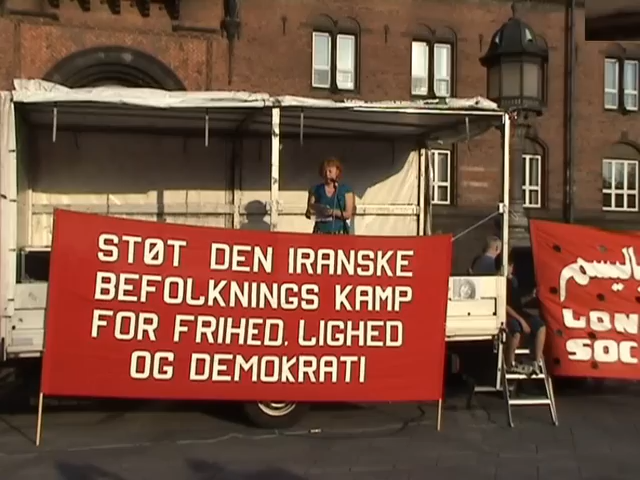 STØT DEN IRANSKE
BEFOLKNINGS KAMP
FOR FRIHED, LIGHED
OG DEMOKRATI